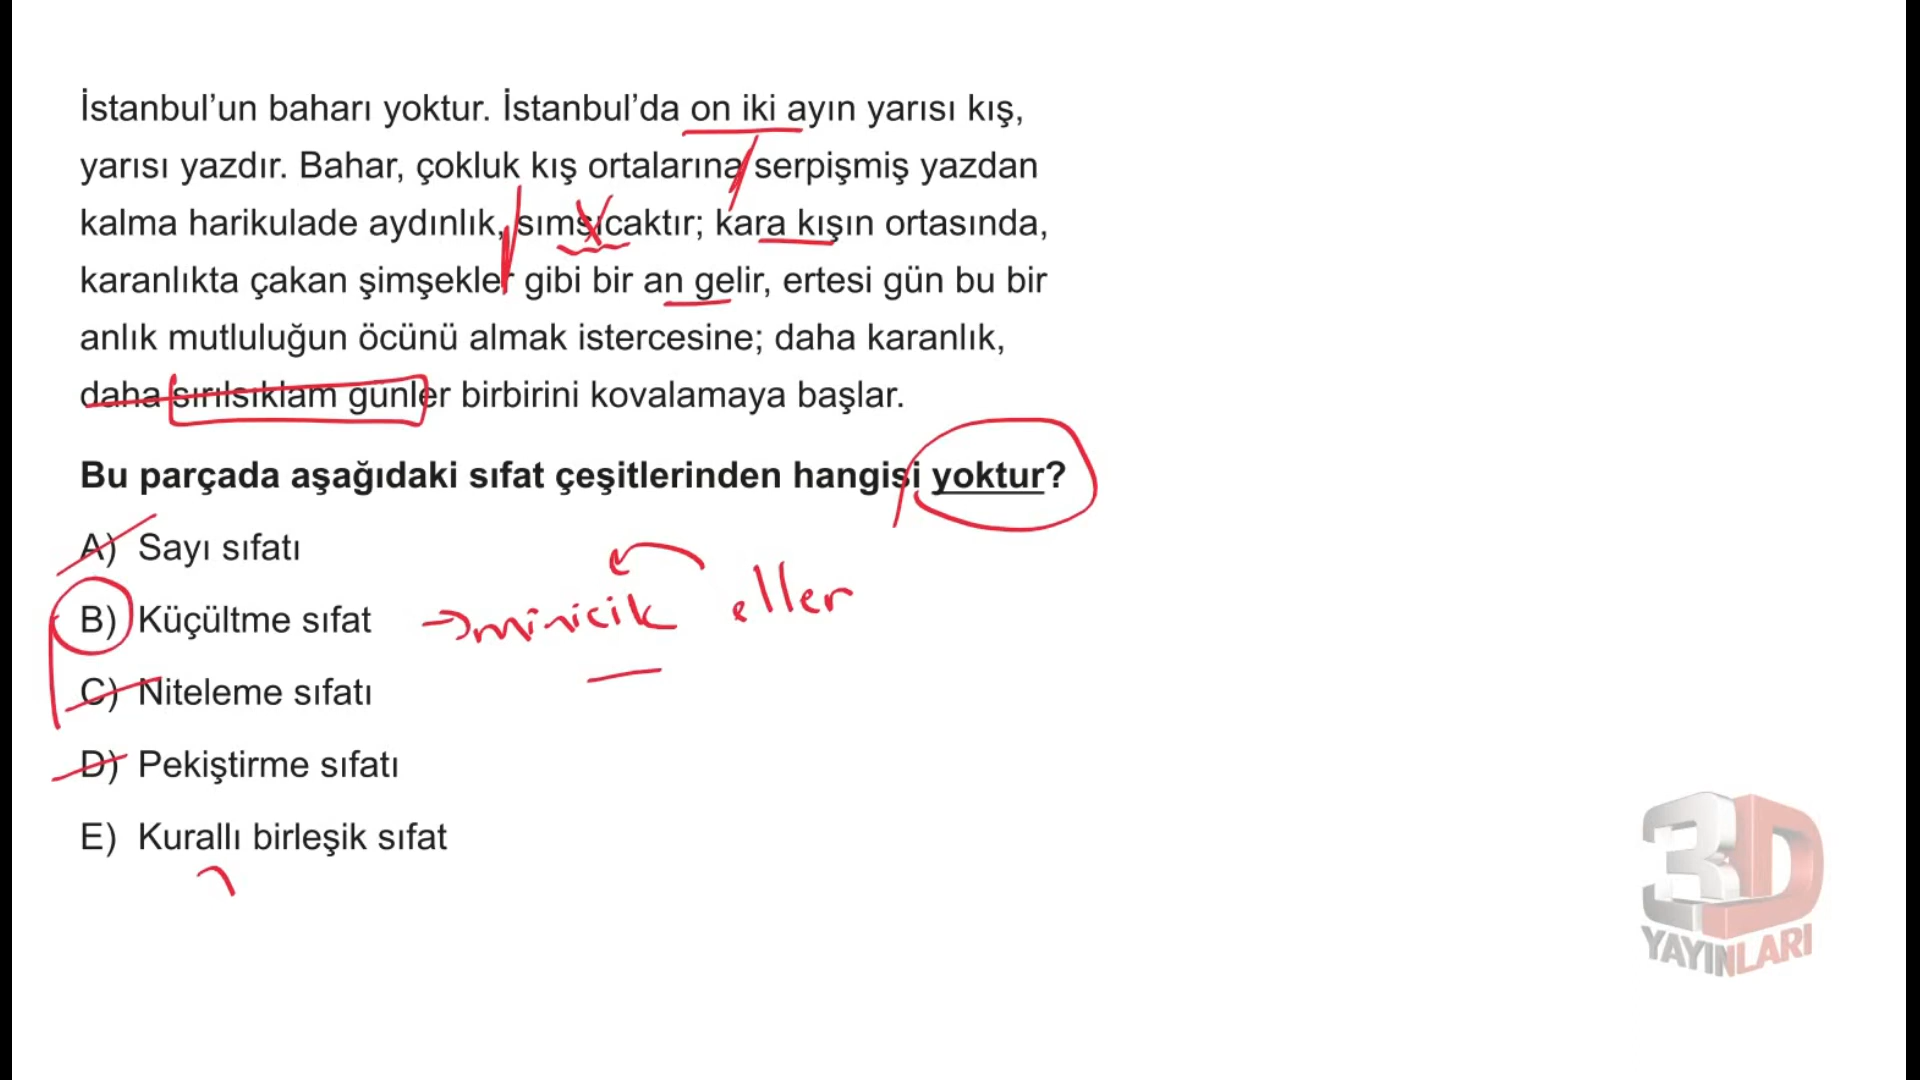 İstanbul’un baharı yoktur. İstanbul’da on iki ayın yarısı kış,
yarısı yazdır. Bahar, çokluk kış ortalarına serpişmiş yazdan
kalma harikulade aydınlık, sımsıcaktır; kara kışın ortasında,
karanlıkta çakan şimşekler gibi bir an gelir, ertesi gün bu bir
anlık mutluluğun öcünü almak istercesine; daha karanlık,
daha sırılsıklam günler birbirini kovalamaya başlar.
Bu parçada aşağıdaki sıfat çeşitlerinden hangisi yoktur?
A) Sayı sıfatı
B) Küçültme sıfat
minicik eller
C) Niteleme sıfatı
D) Pekiştirme sıfatı
E) Kurallı birleşik sıfat
3D
YAYINLARI